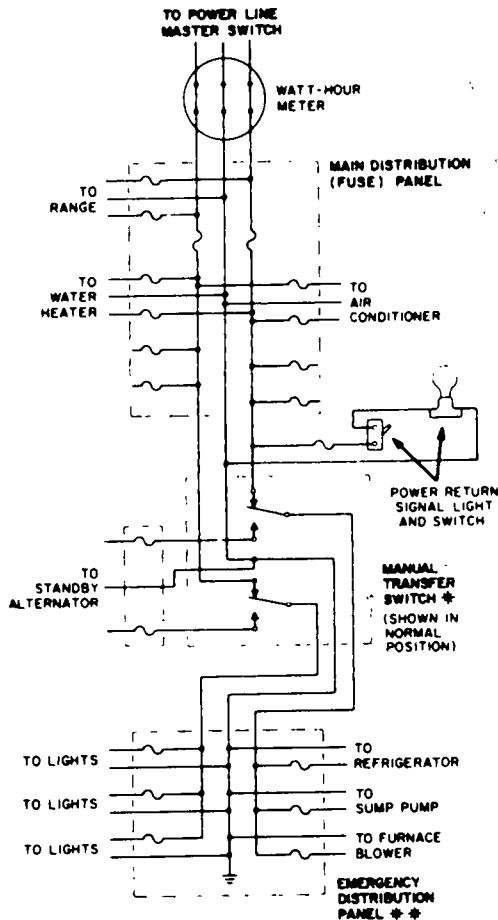 TO POWER LINE
MASTER SWITCH
WATT-HOUR
METER
MAIN DISTRIBUTION
(FUSE) PANEL
TO
RANGE
TO
WATER
HEATER
TO
AIR
CONDITIONER
POWER RETURN
SIGNAL LIGHT
AND SWITCH
TO
STANDBY
ALTERNATOR
MANUAL
TRANSFER
SWITCH *
(SHOWN IN
NORMAL
POSITION)
TO LIGHTS
TO LIGHTS
TO LIGHTS
TO
REFRIGERATOR
TO
SUMP PUMP
TO FURNACE
BLOWER
EMERGENCY
DISTRIBUTION
PANEL * *